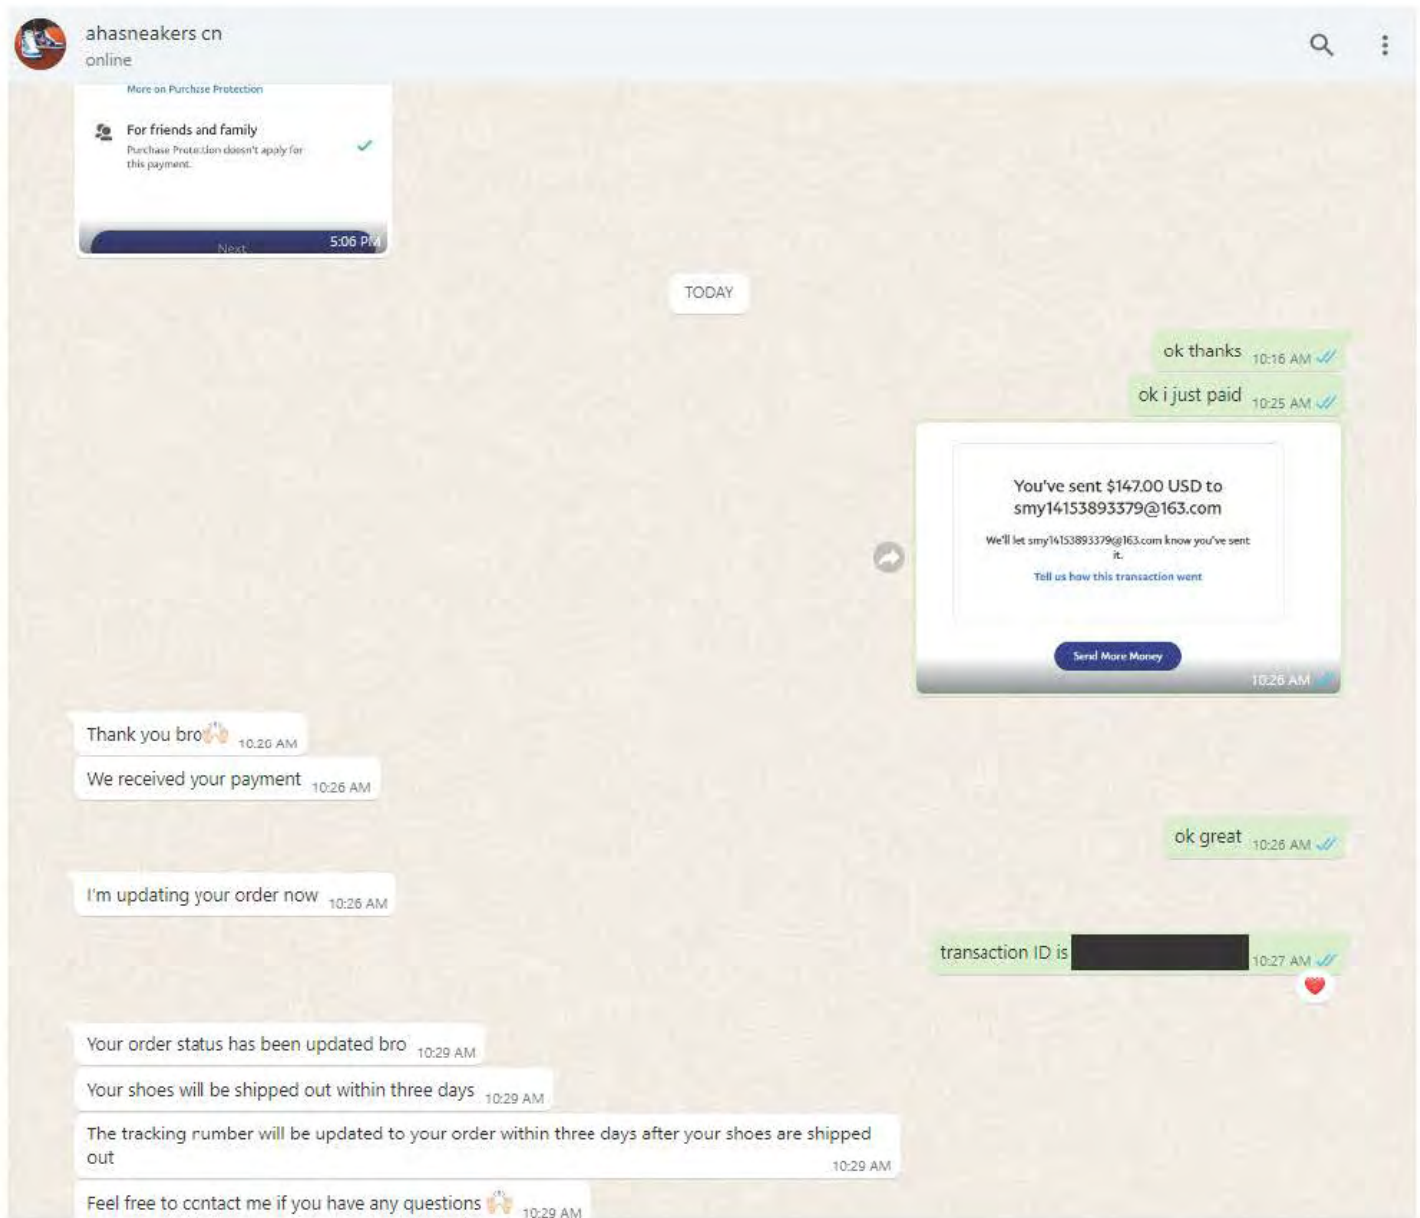 ahasneakers cn
online
More on Purchase Protection
For friends and family
Purchase Protection doesn't apply for
this payment.
Next
5:06 PM
TODAY
ok thanks 10:16 AM
ok i just paid 10:25 AM
You've sent $147.00 USD to
smy14153893379@163.com
We'll let smy14153893379@163.com know you've sent
it.
Tell us how this transaction went
Send More Money
10:26 AM
Thank you bro🙌🏻 10:26 AM
We received your payment 10:26 AM
ok great 10:26 AM
I'm updating your order now 10:26 AM
transaction ID is 10:27 AM
Your order status has been updated bro 10:29 AM
Your shoes will be shipped out within three days 10:29 AM
The tracking number will be updated to your order within three days after your shoes are shipped
out 10:29 AM
Feel free to contact me if you have any questions 🙌🏻 10:29 AM